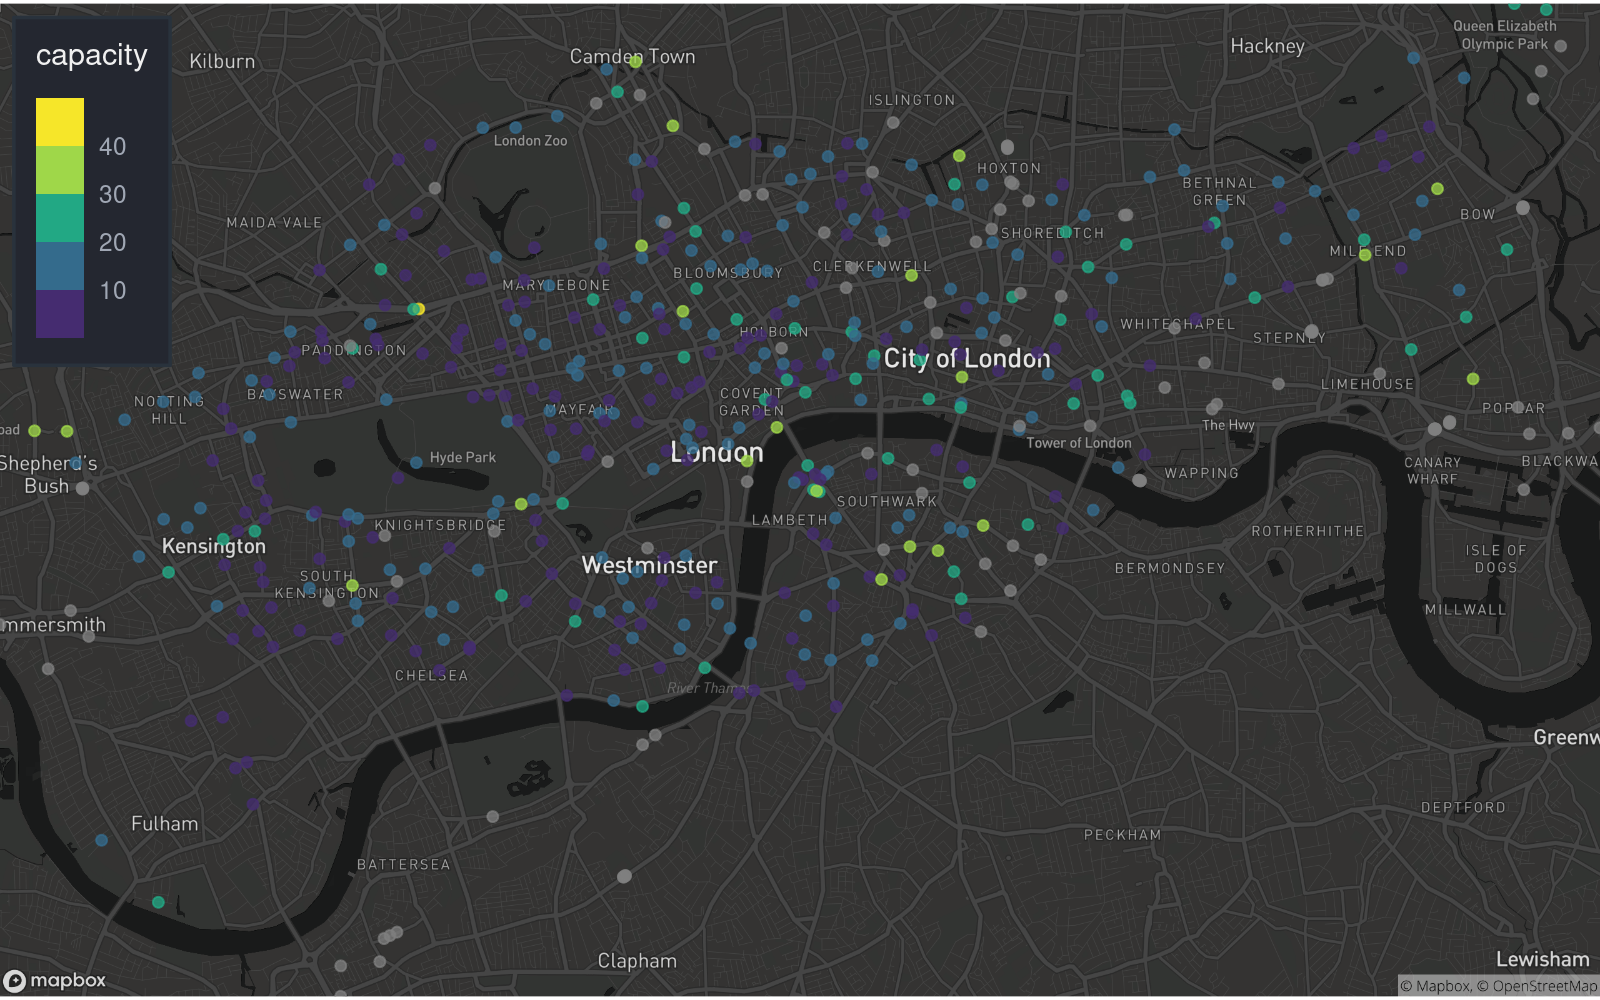 capacity
40
30
20
10
Kilburn
Camden Town
Hackney
Queen Elizabeth
Olympic Park
ISLINGTON
London Zoo
HOXTON
BETHNAL
GREEN
MAIDA VALE
BOW
SHOREDITCH
MILE END
BLOOMSBURY
CLERKENWELL
MARYLEBONE
HOLBORN
WHITECHAPEL
STEPNEY
PADDINGTON
City of London
LIMEHOUSE
NOTTING
HILL
BAYSWATER
MAYFAIR
COVENT
GARDEN
POPLAR
The Hwy
oad
Shepherd's
Bush
Hyde Park
London
Tower of London
WAPPING
CANARY
WHARF
BLACKWA
SOUTHWARK
LAMBETH
KNIGHTSBRIDGE
ROTHERHITHE
Kensington
Westminster
ISLE OF
DOGS
BERMONDSEY
SOUTH
KENSINGTON
MILLWALL
mmersmith
CHELSEA
River Thames
Greenw
DEPTFORD
Fulham
PECKHAM
BATTERSEA
Clapham
Lewisham
mapbox
© Mapbox, © OpenStreetMap